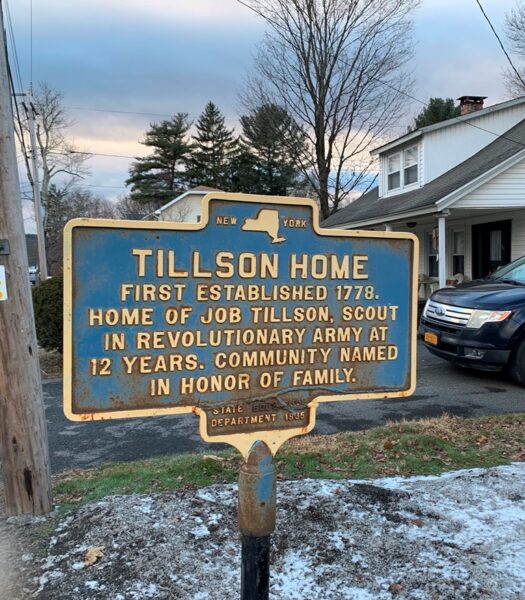 NEW YORK
TILLSON HOME
FIRST ESTABLISHED 1778.
HOME OF JOB TILLSON, SCOUT
IN REVOLUTIONARY ARMY AT
12 YEARS. COMMUNITY NAMED
IN HONOR OF FAMILY.
STATE
DEPARTMENT 1935